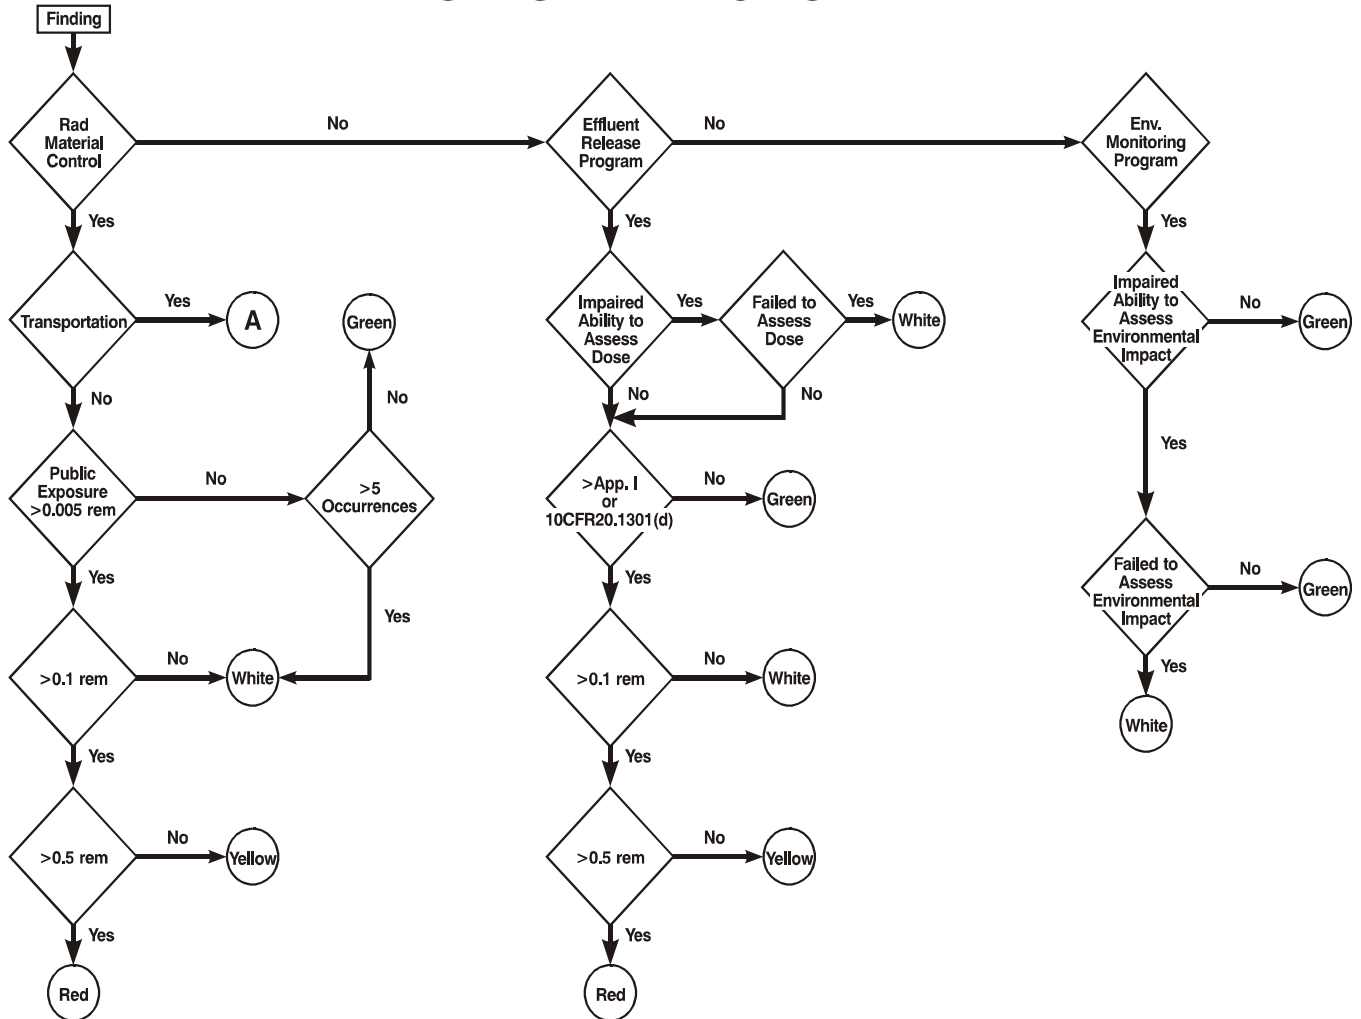 Finding
Rad
Material
Control
No
Effluent
Release
Program
No
Env.
Monitoring
Program
Yes
Yes
Yes
Transportation
Yes
A
Green
Impaired
Ability to
Assess
Dose
Yes
Failed to
Assess
Dose
Yes
White
Impaired
Ability to
Assess
Environmental
Impact
No
Green
No
No
No
No
Yes
Public
Exposure
>0.005 rem
No
>5
Occurrences
>App. I
or
10CFR20.1301(d)
No
Green
Yes
Yes
Yes
Failed to
Assess
Environmental
Impact
No
Green
>0.1 rem
No
White
>0.1 rem
No
White
Yes
White
Yes
Yes
>0.5 rem
No
Yellow
>0.5 rem
No
Yellow
Yes
Yes
Red
Red